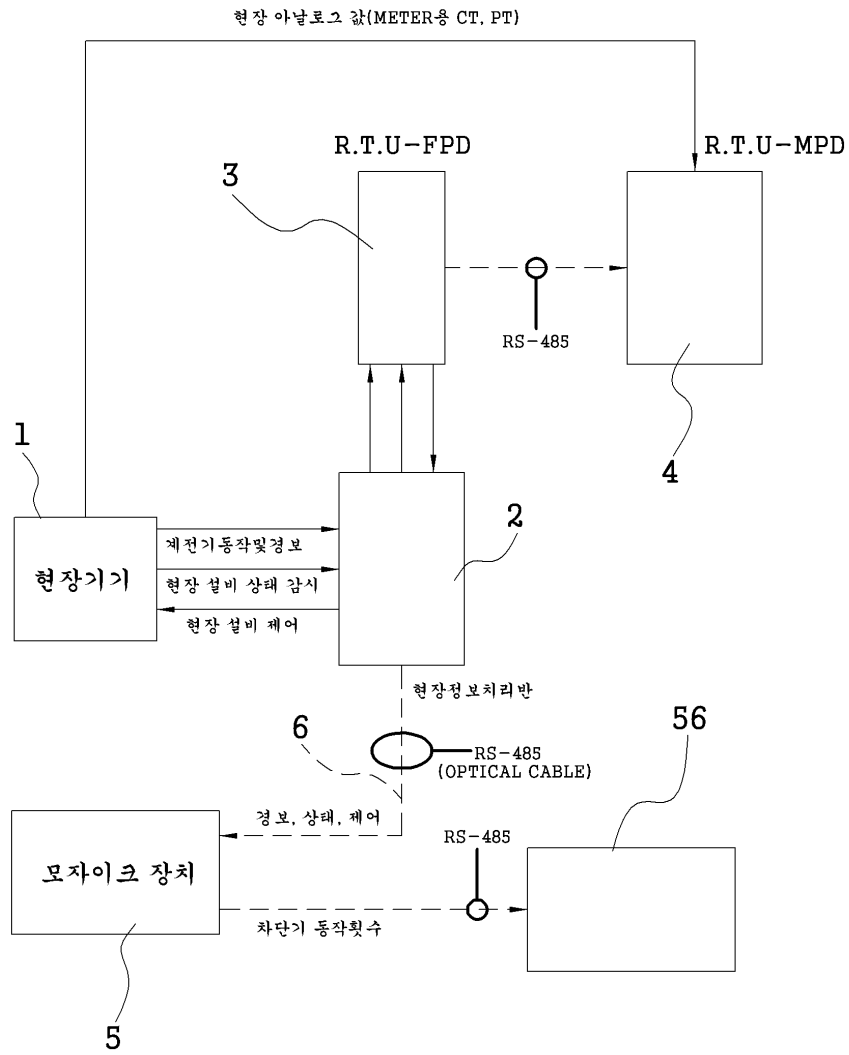 현장 아날로그 값(METER용 CT, PT)
R.T.U-FPD
R.T.U-MPD
3
RS-485
1
4
2
현장기기
계전기동작및경보
현장 설비 상태 감시
현장 설비 제어
현장정보치리반
6
56
RS-485
(OPTICAL CABLE)
경보, 상태, 제어
RS-485
모자이크 장치
차단기 동작횟수
5